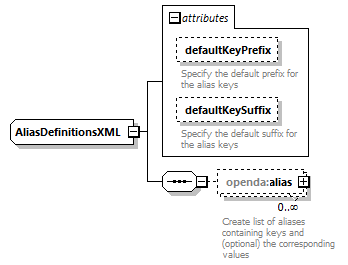 attributes
defaultKeyPrefix
Specify the default prefix for
the alias keys
defaultKeySuffix
Specify the default suffix for
the alias keys
AliasDefinitionsXML
openda:alias
0..∞
Create list of aliases
containing keys and
(optional) the corresponding
values